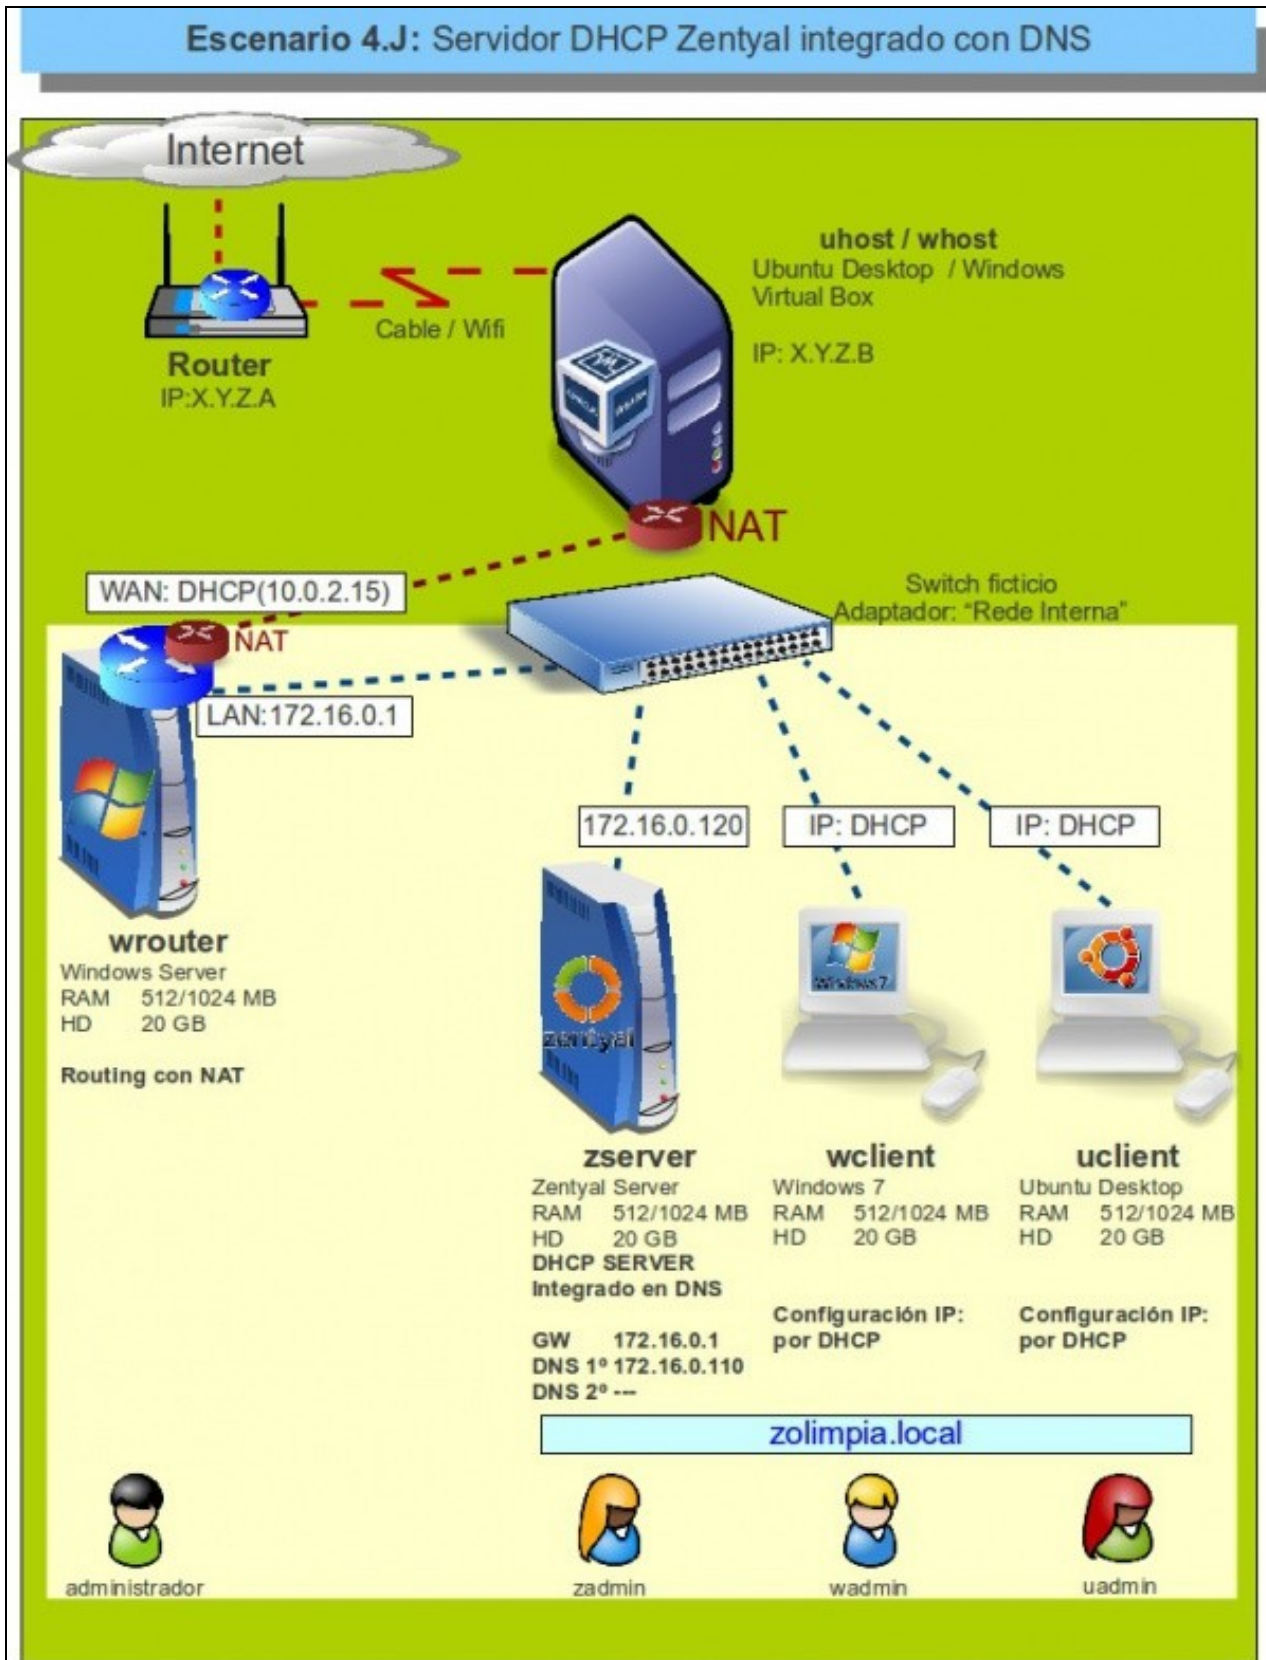 Escenario 4.J: Servidor DHCP Zentyal integrado con DNS
Internet
uhost / whost
Ubuntu Desktop / Windows
Virtual Box
IP: X.Y.Z.B
Cable / Wifi
Router
IP:X.Y.Z.A
NAT
WAN: DHCP(10.0.2.15)
Switch ficticio
Adaptador: “Rede Interna”
NAT
LAN:172.16.0.1
172.16.0.120
IP: DHCP
IP: DHCP
wrouter
Windows Server
RAM 512/1024 MB
HD 20 GB
Routing con NAT
Windows 7
zentyal
zserver
Zentyal Server
RAM 512/1024 MB
HD 20 GB
DHCP SERVER
Integrado en DNS
GW 172.16.0.1
DNS 1º 172.16.0.110
DNS 2º ---
wclient
Windows 7
RAM 512/1024 MB
HD 20 GB
Configuración IP:
por DHCP
uclient
Ubuntu Desktop
RAM 512/1024 MB
HD 20 GB
Configuración IP:
por DHCP
zolimpia.local
administrador
zadmin
wadmin
uadmin